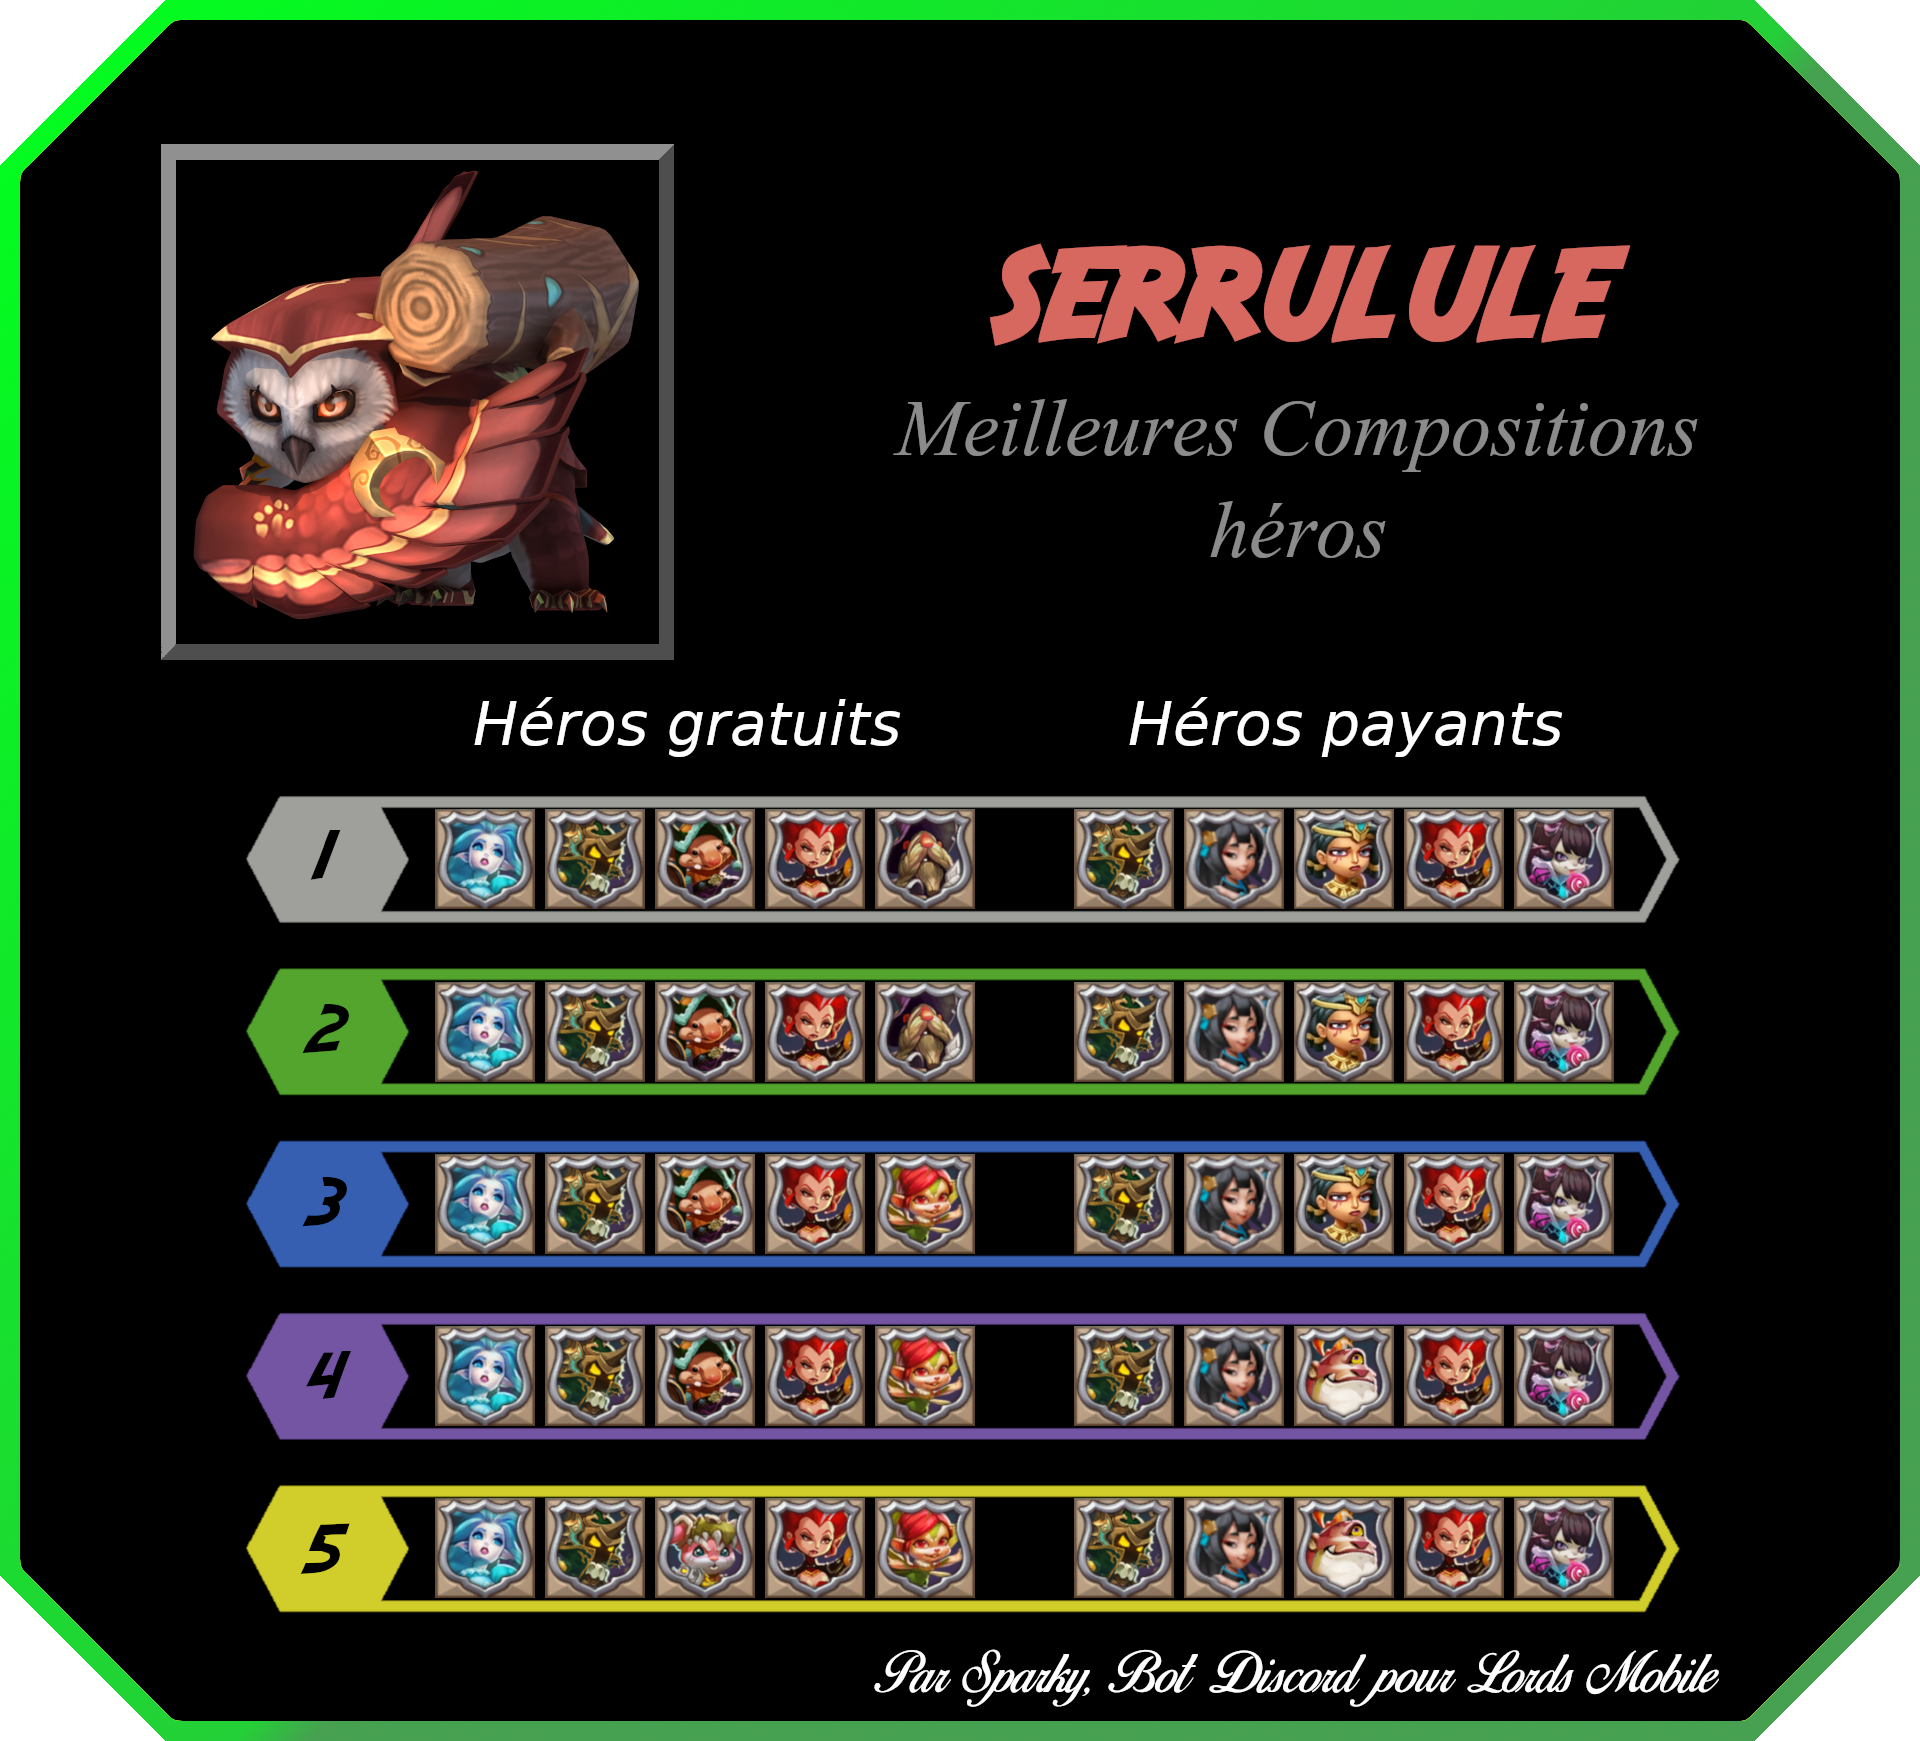 SERRULULE
Meilleures Compositions
héros
Héros gratuits
Héros payants
1
2
3
4
5
Par Sparky, Bot Discord pour Lords Mobile